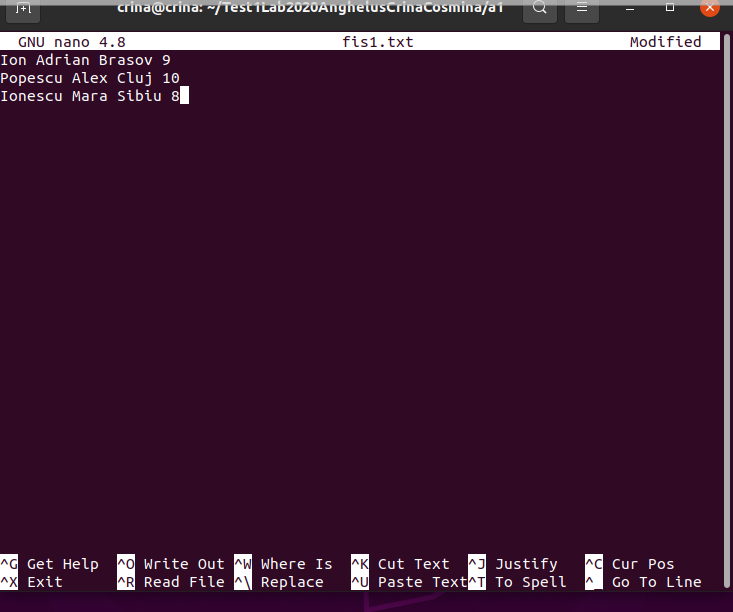 crina@crina: ~/Test1Lab2020AnghelusCrinaCosmina/a1
GNU nano 4.8 fis1.txt Modified
Ion Adrian Brasov 9
Popescu Alex Cluj 10
Ionescu Mara Sibiu 8
^G Get Help ^O Write Out ^W Where Is ^K Cut Text ^J Justify ^C Cur Pos
^X Exit ^R Read File ^\ Replace ^U Paste Text ^T To Spell ^_ Go To Line